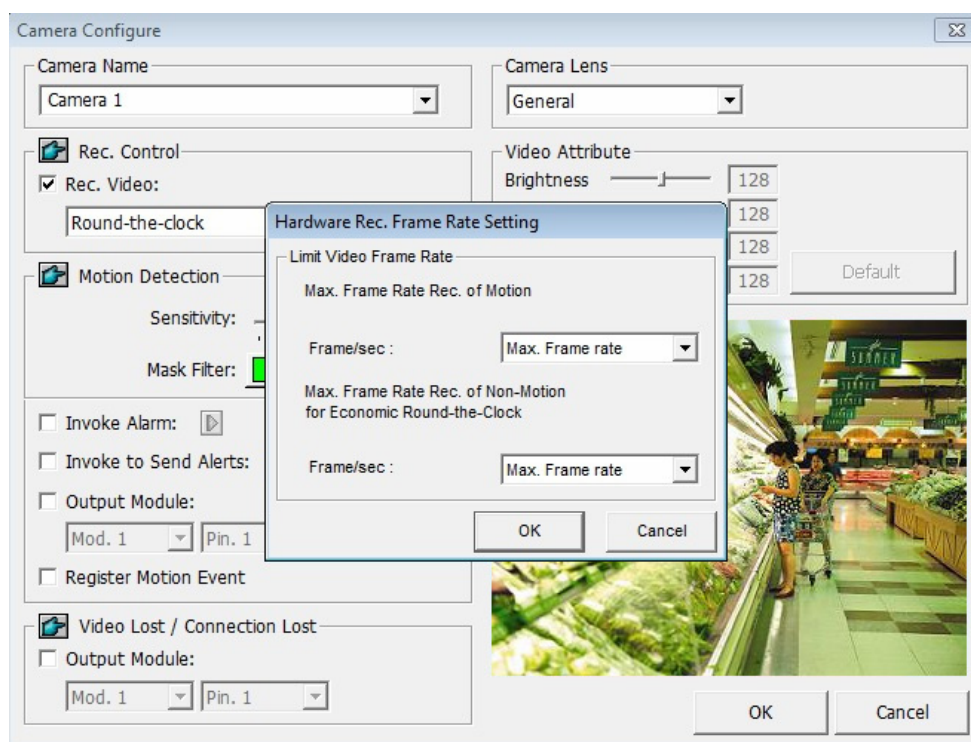 Camera Configure
Camera Name
Camera 1
Camera Lens
General
Rec. Control
Rec. Video:
Round-the-clock
Video Attribute
Brightness
128
128
128
128
Default
Motion Detection
Sensitivity:
Mask Filter:
Invoke Alarm:
Invoke to Send Alerts:
Output Module:
Mod. 1
Pin. 1
Register Motion Event
Video Lost / Connection Lost
Output Module:
Mod. 1
Pin. 1
Hardware Rec. Frame Rate Setting
Limit Video Frame Rate
Max. Frame Rate Rec. of Motion
Frame/sec :
Max. Frame rate
Max. Frame Rate Rec. of Non-Motion
for Economic Round-the-Clock
Frame/sec :
Max. Frame rate
OK
Cancel
SUMMER
SUMMER
OK
Cancel